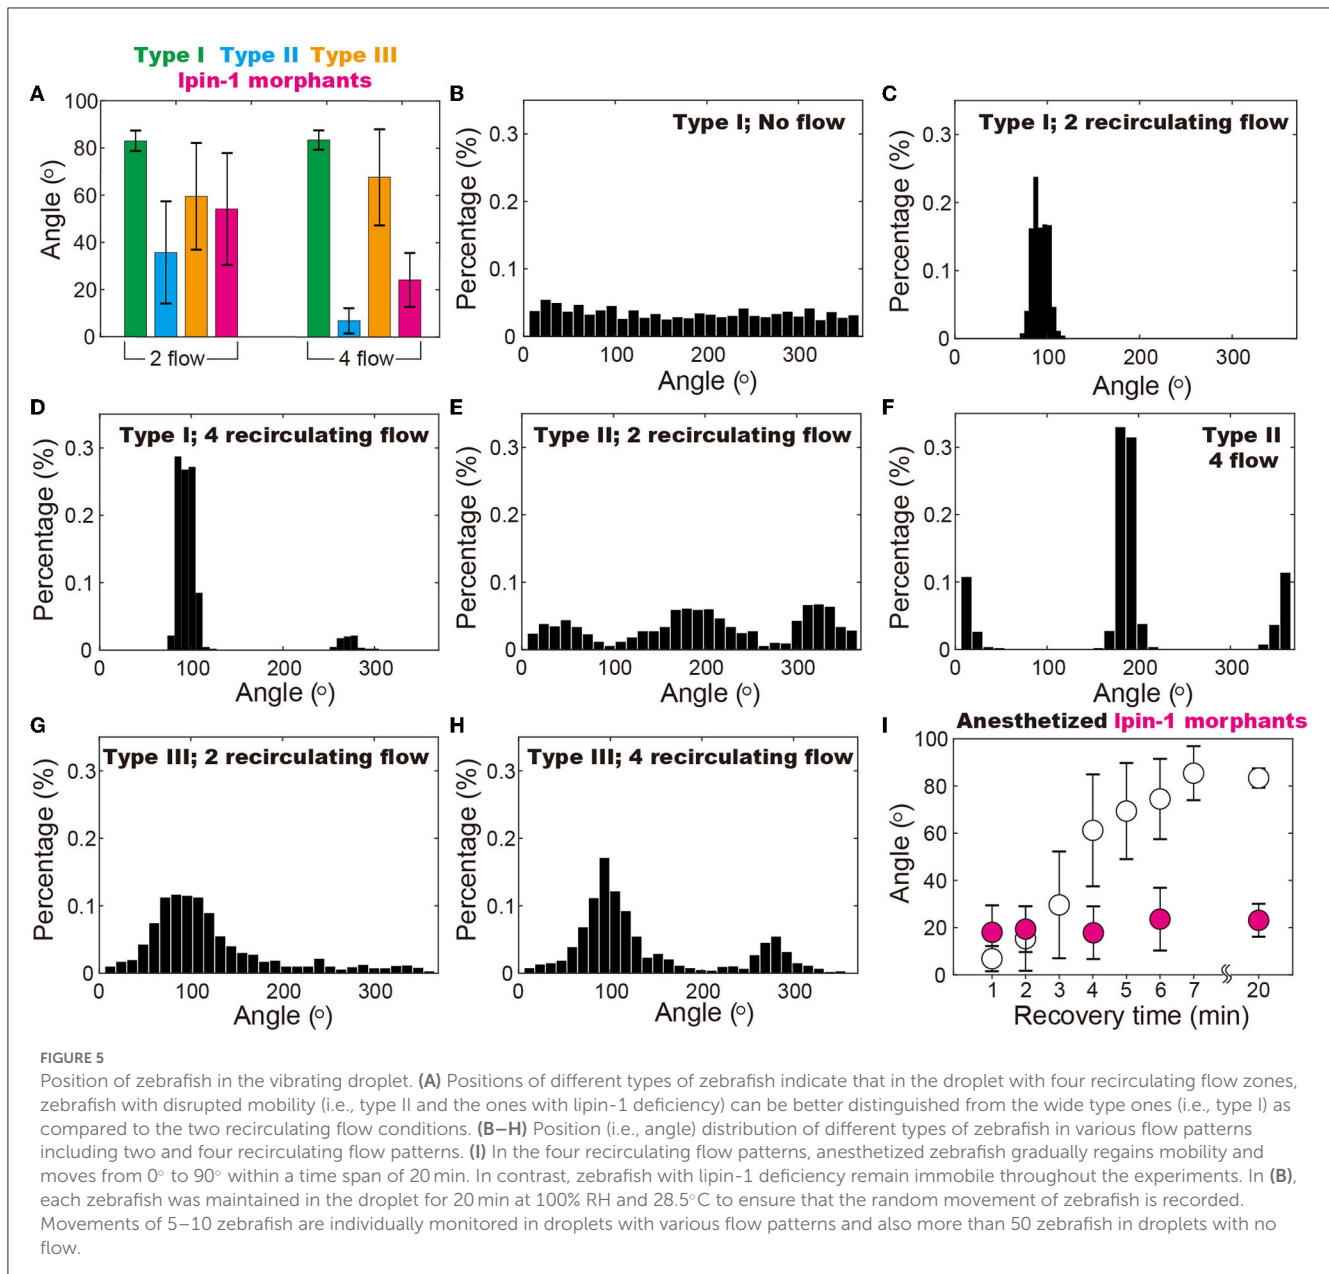 Type I Type II Type III
lpin-1 morphants
A
100
80
60
40
20
0
Angle (o)
2 flow
4 flow
B
Type I; No flow
0.3
0.2
0.1
0
Percentage (%)
100
200
300
Angle (o)
C
Type I; 2 recirculating flow
0.3
0.2
0.1
0
Percentage (%)
0
100
200
300
Angle (o)
D
Type I; 4 recirculating flow
0.3
0.2
0.1
0
Percentage (%)
0
100
200
300
Angle (o)
E
Type II; 2 recirculating flow
0.3
0.2
0.1
0
Percentage (%)
100
200
300
Angle (o)
F
Type II
4 flow
0.3
0.2
0.1
0
Percentage (%)
100
200
300
Angle (o)
G
Type III; 2 recirculating flow
0.3
0.2
0.1
0
Percentage (%)
0
100
200
300
Angle (o)
H
Type III; 4 recirculating flow
0.3
0.2
0.1
0
Percentage (%)
0
100
200
300
Angle (o)
I
Anesthetized lpin-1 morphants
100
80
60
40
20
0
Angle (o)
1 2 3 4 5 6 7 20
Recovery time (min)
FIGURE 5
Position of zebrafish in the vibrating droplet. (A) Positions of different types of zebrafish indicate that in the droplet with four recirculating flow zones,
zebrafish with disrupted mobility (i.e., type II and the ones with lipin-1 deficiency) can be better distinguished from the wide type ones (i.e., type I) as
compared to the two recirculating flow conditions. (B–H) Position (i.e., angle) distribution of different types of zebrafish in various flow patterns
including two and four recirculating flow patterns. (I) In the four recirculating flow patterns, anesthetized zebrafish gradually regains mobility and
moves from 0° to 90° within a time span of 20 min. In contrast, zebrafish with lipin-1 deficiency remain immobile throughout the experiments. In (B),
each zebrafish was maintained in the droplet for 20 min at 100% RH and 28.5°C to ensure that the random movement of zebrafish is recorded.
Movements of 5–10 zebrafish are individually monitored in droplets with various flow patterns and also more than 50 zebrafish in droplets with no
flow.